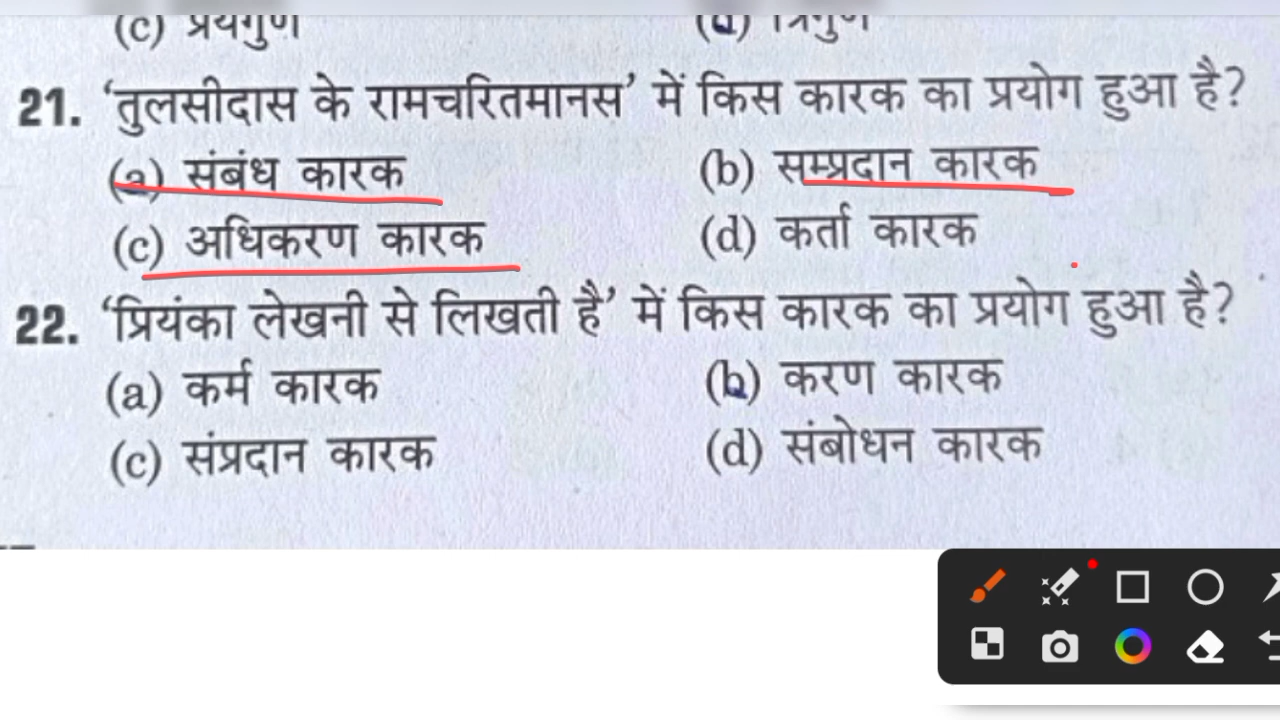 (c) प्रयगुण (d) त्रिगुण
21. ‘तुलसीदास के रामचरितमानस’ में किस कारक का प्रयोग हुआ है?
(a) संबंध कारक (b) सम्प्रदान कारक
(c) अधिकरण कारक (d) कर्ता कारक
22. ‘प्रियंका लेखनी से लिखती है’ में किस कारक का प्रयोग हुआ है?
(a) कर्म कारक (b) करण कारक
(c) संप्रदान कारक (d) संबोधन कारक